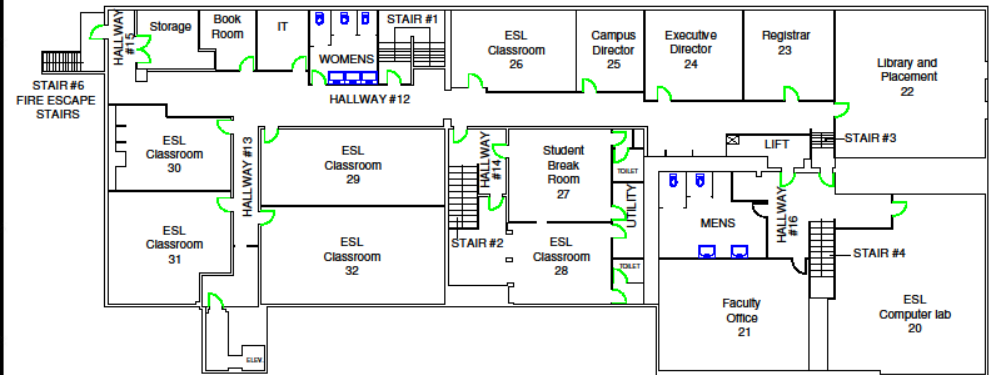 HALLWAY
#15
Storage
Book
Room
IT
WOMENS
STAIR #1
ESL
Classroom
26
Campus
Director
25
Executive
Director
24
Registrar
23
Library and
Placement
22
STAIR #6
FIRE ESCAPE
STAIRS
HALLWAY #12
ESL
Classroom
30
HALLWAY #13
ESL
Classroom
29
HALLWAY
#14
Student
Break
Room
27
TOILET
LIFT
STAIR #3
UTILITY
MENS
HALLWAY
#16
ESL
Classroom
31
ESL
Classroom
32
STAIR #2
ESL
Classroom
28
TOILET
STAIR #4
Faculty
Office
21
ESL
Computer lab
20
ELEV.